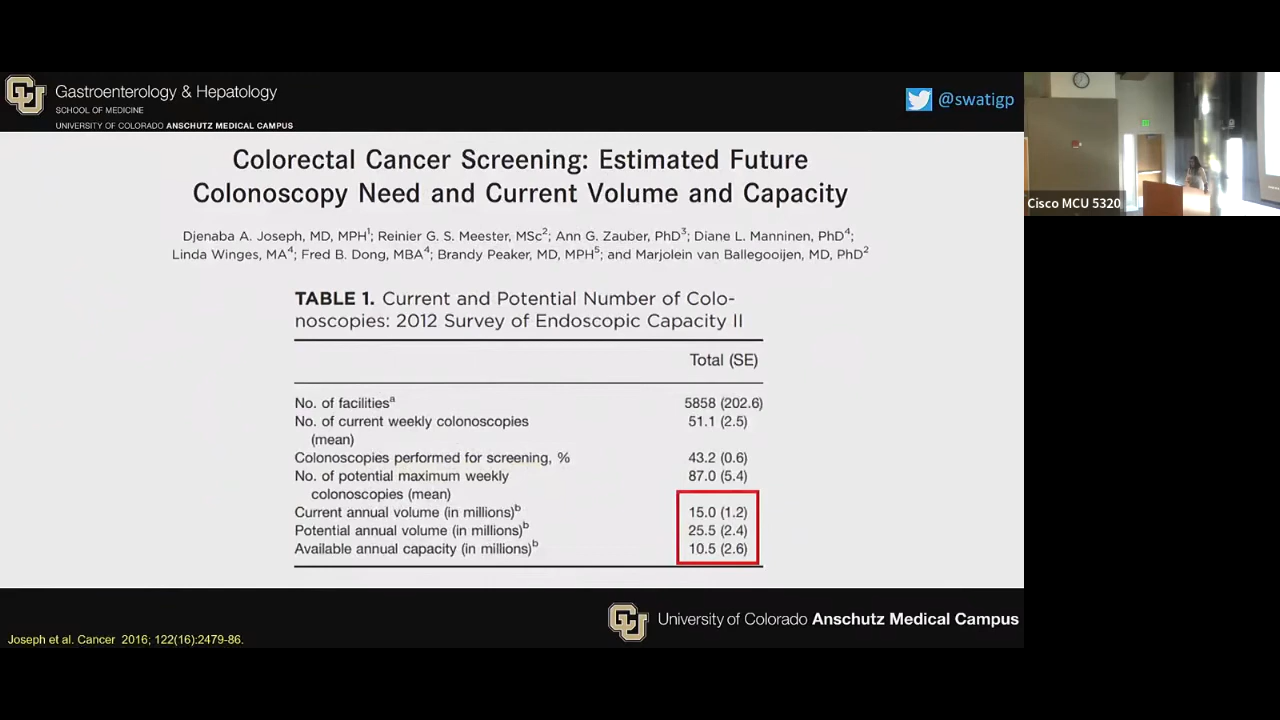 Gastroenterology & Hepatology
SCHOOL OF MEDICINE
UNIVERSITY OF COLORADO ANSCHUTZ MEDICAL CAMPUS
@swatigp
Cisco MCU 5320
Colorectal Cancer Screening: Estimated Future
Colonoscopy Need and Current Volume and Capacity
Djenaba A. Joseph, MD, MPH1; Reinier G. S. Meester, MSc2; Ann G. Zauber, PhD3; Diane L. Manninen, PhD4;
Linda Winges, MA4; Fred B. Dong, MBA4; Brandy Peaker, MD, MPH5; and Marjolein van Ballegooijen, MD, PhD2
TABLE 1. Current and Potential Number of Colo-
noscopies: 2012 Survey of Endoscopic Capacity II
Total (SE)
No. of facilitiesa 5858 (202.6)
No. of current weekly colonoscopies 51.1 (2.5)
(mean)
Colonoscopies performed for screening, % 43.2 (0.6)
No. of potential maximum weekly 87.0 (5.4)
colonoscopies (mean)
Current annual volume (in millions)b 15.0 (1.2)
Potential annual volume (in millions)b 25.5 (2.4)
Available annual capacity (in millions)b 10.5 (2.6)
University of Colorado Anschutz Medical Campus
Joseph et al. Cancer 2016; 122(16):2479-86.